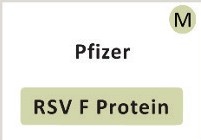 M
Pfizer
RSV F Protein